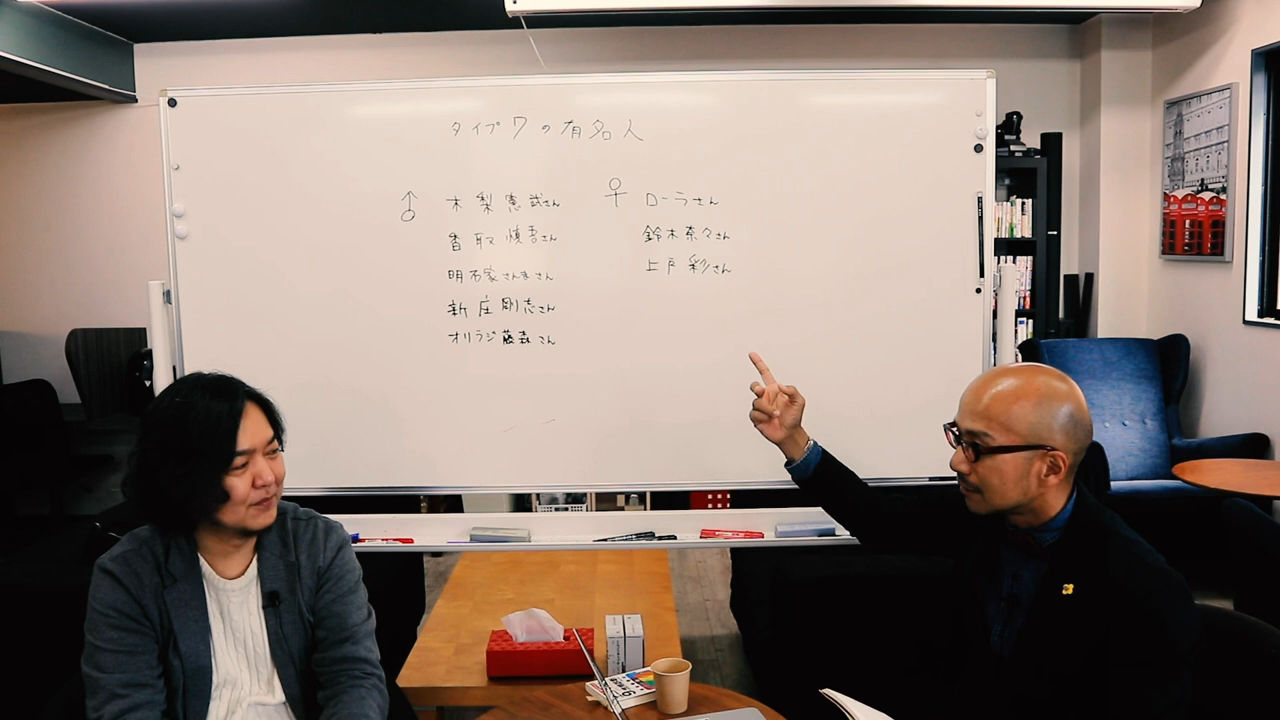 タイプ7の有名人
♂ 木梨憲武さん
香取慎吾さん
明石家さんまさん
新庄剛志さん
オリラジ藤森さん
♀ ローラさん
鈴木奈々さん
上戸彩さん